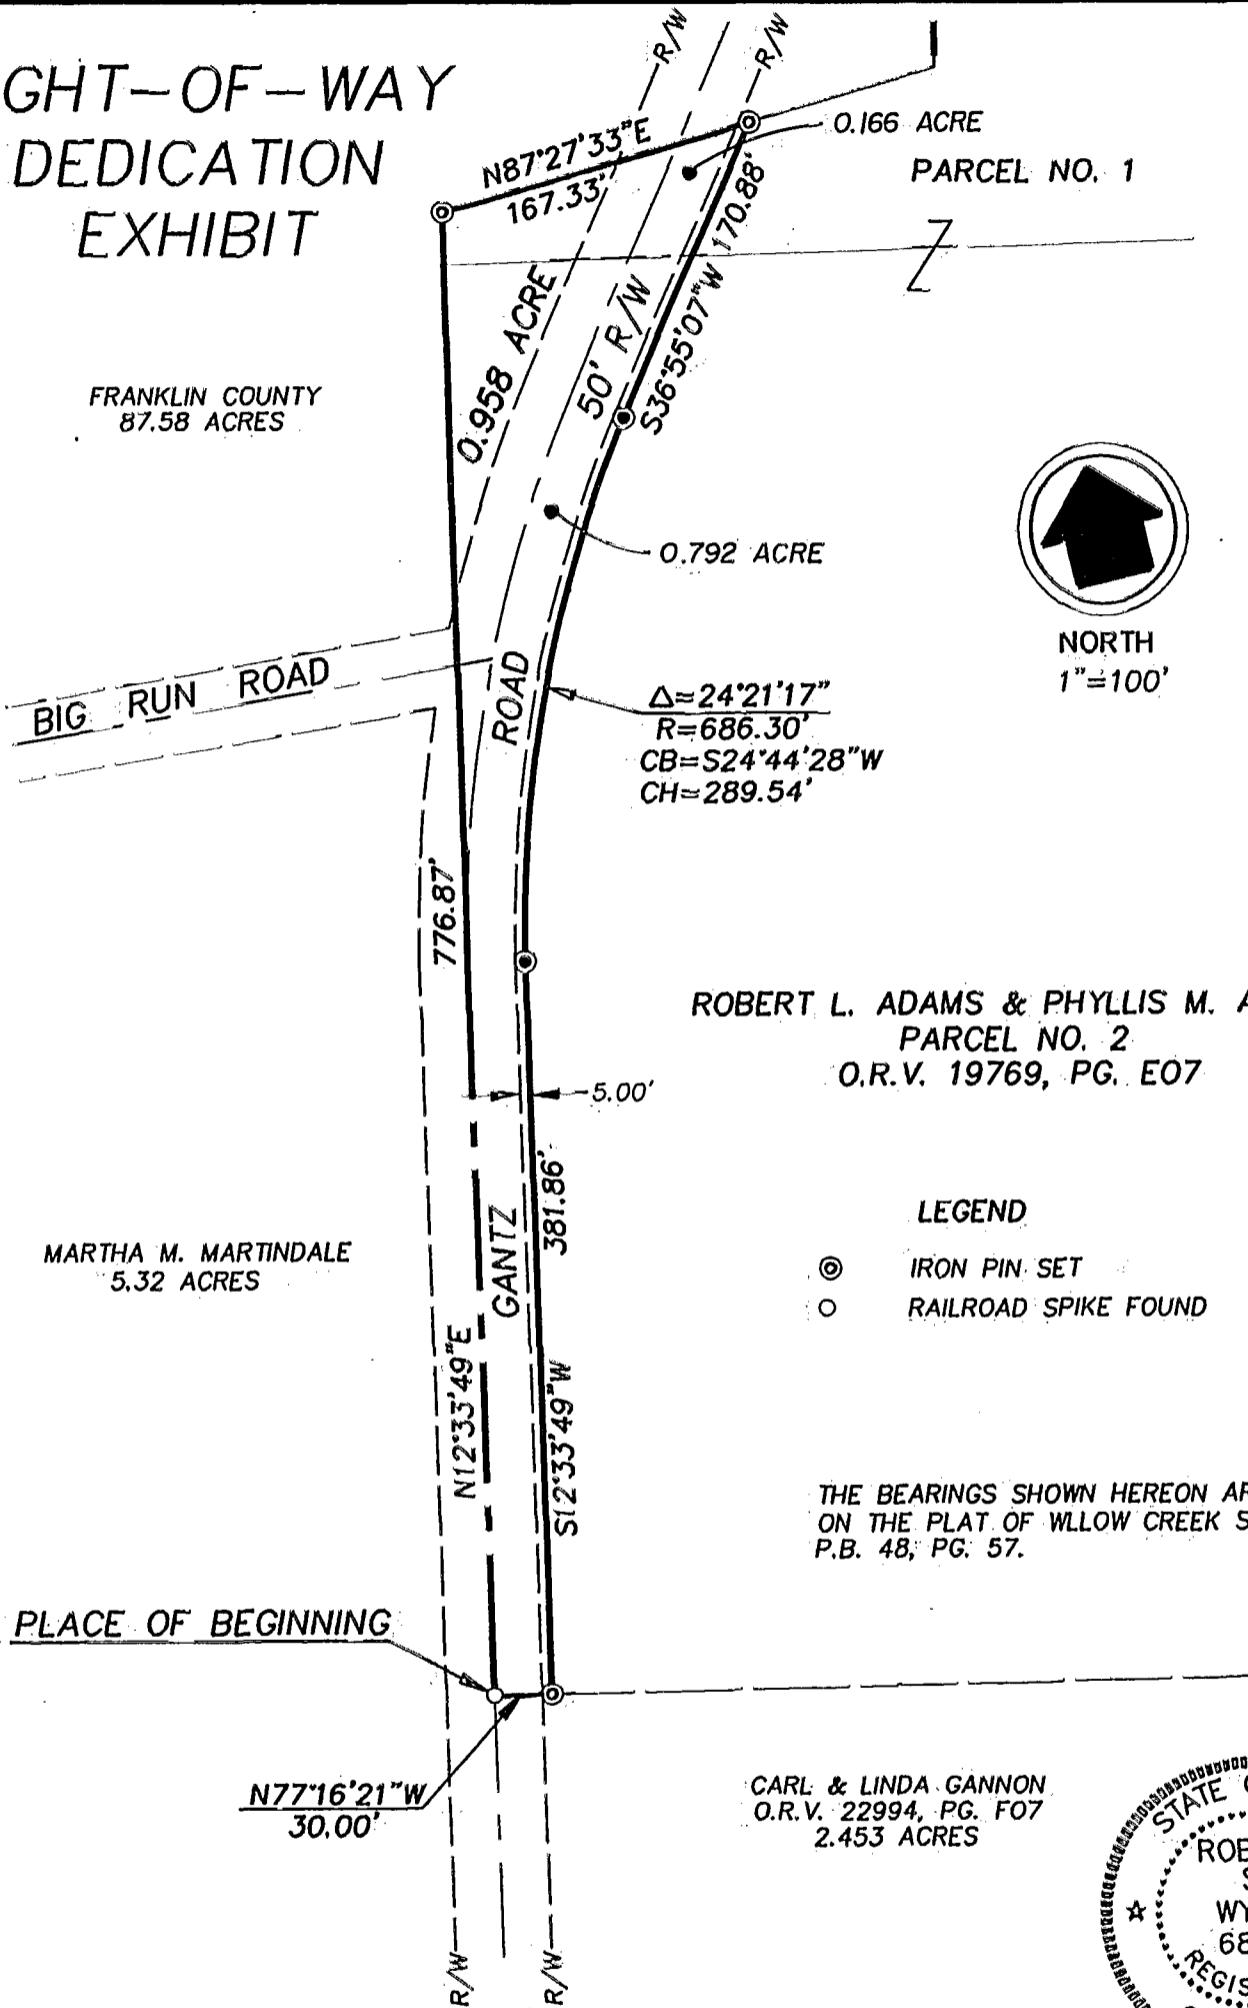 GHT-OF-WAY
DEDICATION
EXHIBIT
R/W
R/W
N87°27'33"E
167.33'
0.166 ACRE
PARCEL NO. 1
Z
S36°55'07"W 170.88'
0.958 ACRE
50' R/W
FRANKLIN COUNTY
87.58 ACRES
0.792 ACRE
NORTH
1"=100'
BIG RUN ROAD
ROAD
Δ=24°21'17"
R=686.30'
CB=S24°44'28"W
CH=289.54'
776.87'
ROBERT L. ADAMS & PHYLLIS M. A
PARCEL NO. 2
O.R.V. 19769, PG. E07
5.00'
381.86'
GANTZ
MARTHA M. MARTINDALE
5.32 ACRES
LEGEND
IRON PIN SET
RAILROAD SPIKE FOUND
N12°33'49"E
S12°33'49"W
THE BEARINGS SHOWN HEREON AR
ON THE PLAT OF WLLOW CREEK S
P.B. 48, PG. 57.
PLACE OF BEGINNING
N77°16'21"W
30.00'
CARL & LINDA GANNON
O.R.V. 22994, PG. F07
2.453 ACRES
STATE
ROB
WY
68
REGIS
R/W
R/W